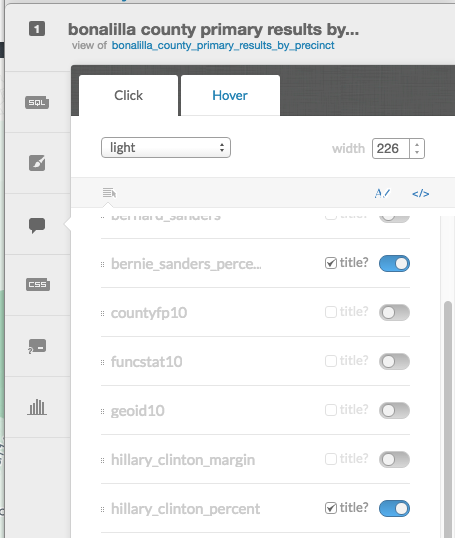 1
bonalilla county primary results by...
view of bonalilla_county_primary_results_by_precinct
SQL
Click Hover
light width 226
A </>
bernard_sanders title?
bernie_sanders_perce... title?
CSS
countyfp10 title?
?
funcstat10 title?
geoid10 title?
hillary_clinton_margin title?
hillary_clinton_percent title?